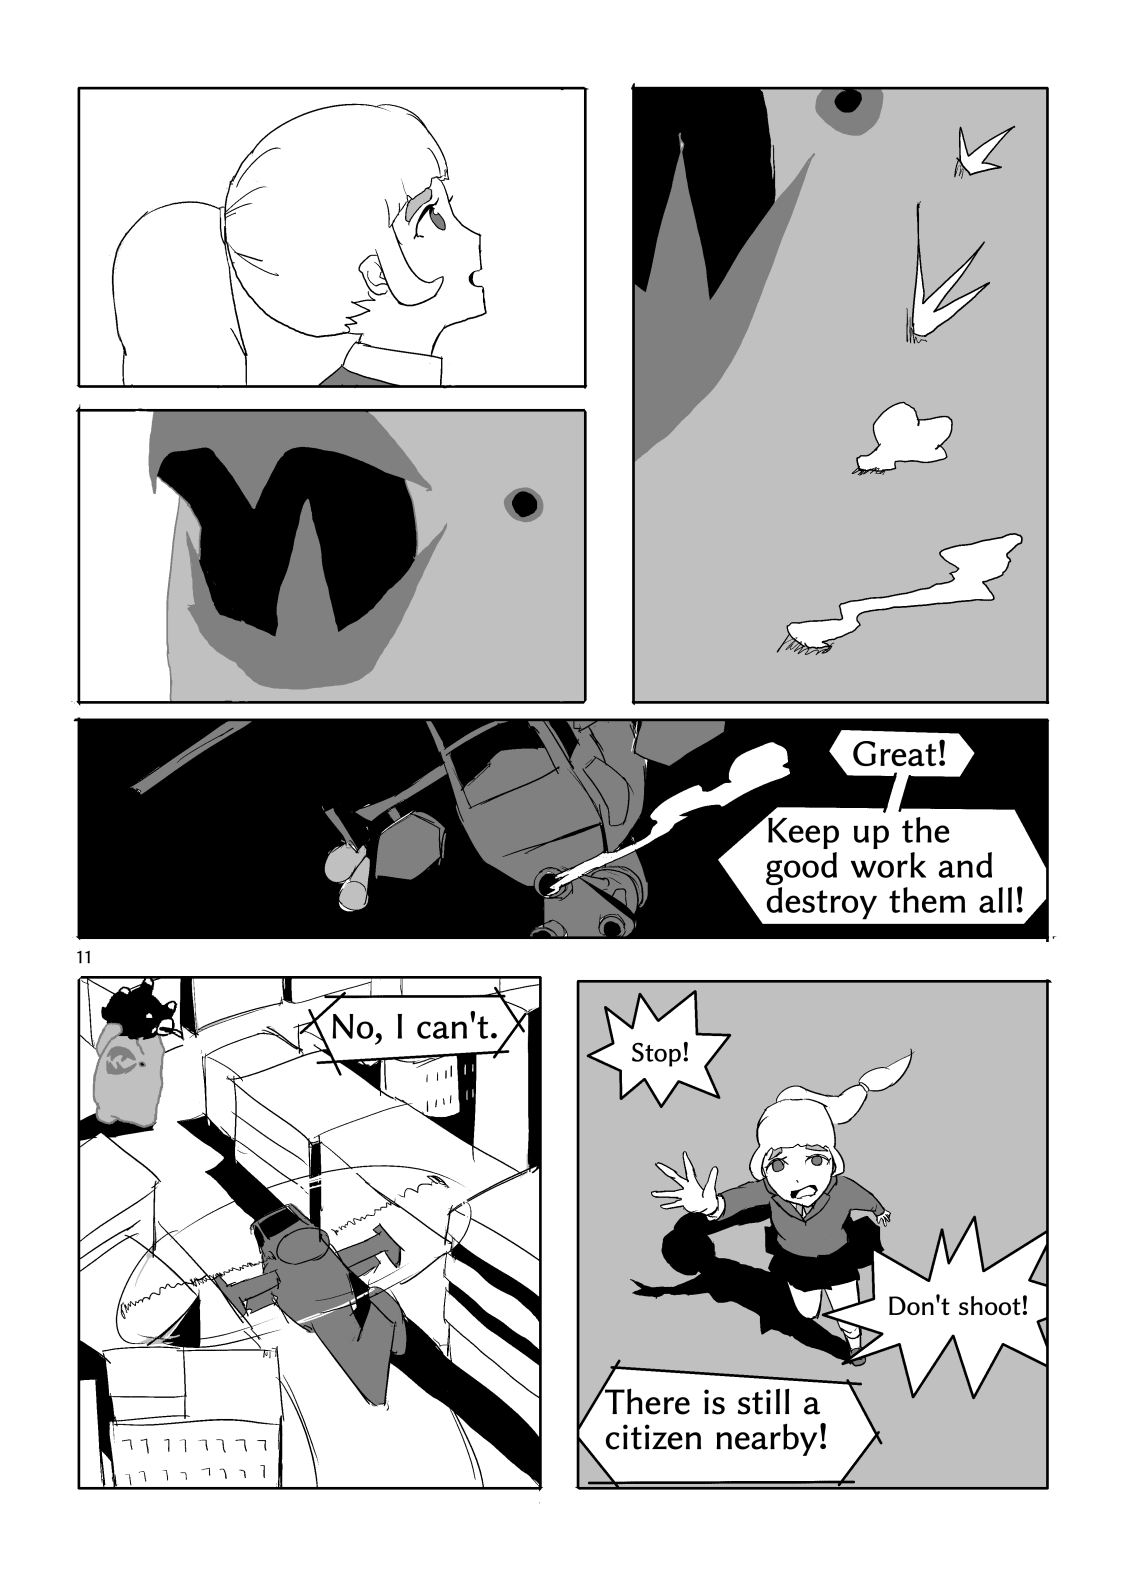 Great!
Keep up the
good work and
destroy them all!
11
No, I can't.
Stop!
Don't shoot!
There is still a
citizen nearby!